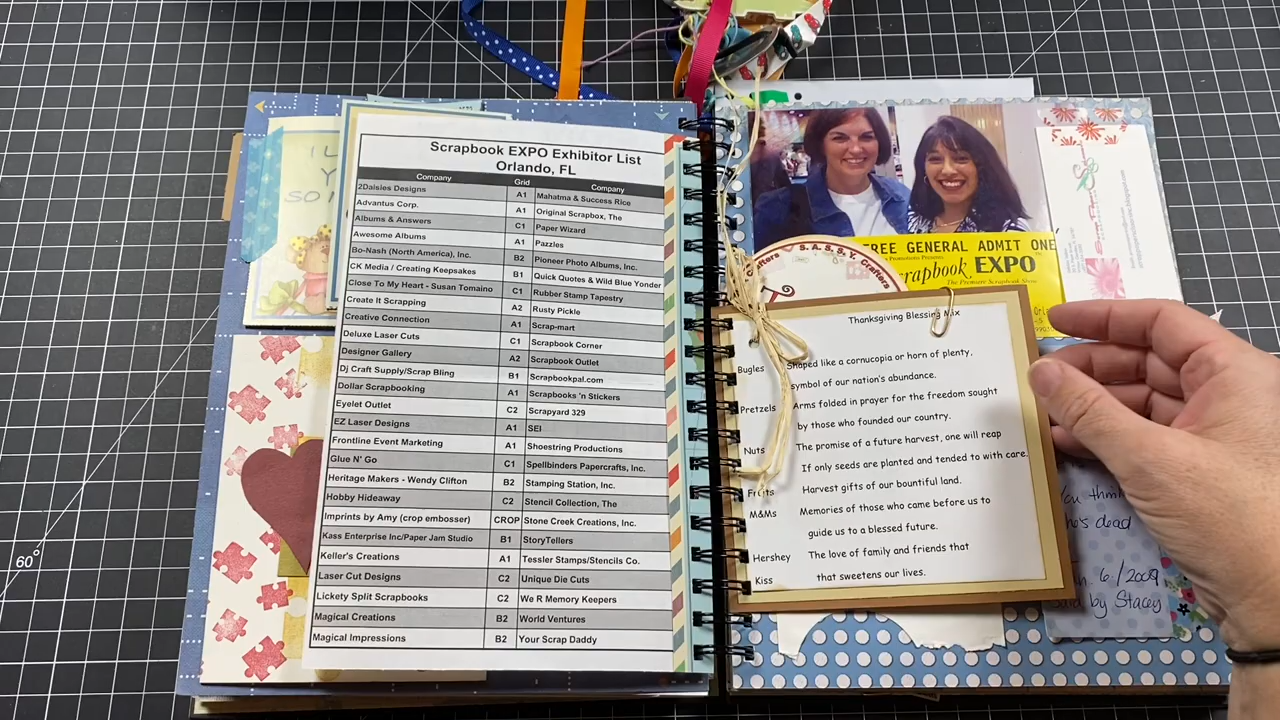 Scrapbook EXPO Exhibitor List
Orlando, FL
Company Grid Company
2Daisies Designs A1 Mahatma & Success Rice
Advantus Corp. A1 Original Scrapbox, The
Albums & Answers C1 Paper Wizard
Awesome Albums A1 Pazzles
Bo-Nash (North America), Inc. B2 Pioneer Photo Albums, Inc.
CK Media / Creating Keepsakes B1 Quick Quotes & Wild Blue Yonder
Close To My Heart - Susan Tomaino C1 Rubber Stamp Tapestry
Create It Scrapping A2 Rusty Pickle
Creative Connection A1 Scrap-mart
Deluxe Laser Cuts C1 Scrapbook Corner
Designer Gallery A2 Scrapbook Outlet
Dj Craft Supply/Scrap Bling B1 Scrapbookpal.com
Dollar Scrapbooking A1 Scrapbooks 'n Stickers
Eyelet Outlet C2 Scrapyard 329
EZ Laser Designs A1 SEI
Frontline Event Marketing A1 Shoestring Productions
Glue N' Go C1 Spellbinders Papercrafts, Inc.
Heritage Makers - Wendy Clifton B2 Stamping Station, Inc.
Hobby Hideaway C2 Stencil Collection, The
Imprints by Amy (crop embosser) CROP Stone Creek Creations, Inc.
Kass Enterprise Inc/Paper Jam Studio B1 StoryTellers
Keller's Creations A1 Tessler Stamps/Stencils Co.
Laser Cut Designs C2 Unique Die Cuts
Lickety Split Scrapbooks C2 We R Memory Keepers
Magical Creations B2 World Ventures
Magical Impressions B2 Your Scrap Daddy
FREE GENERAL ADMIT ONE
Promotions Presents
Scrapbook EXPO
The Premiere Scrapbook Show
Crafters S.A.S.S.Y. Crafters
Thanksgiving Blessing Mix
Bugles Shaped like a cornucopia or horn of plenty,
symbol of our nation's abundance.
Pretzels Arms folded in prayer for the freedom sought
by those who founded our country.
Nuts The promise of a future harvest, one will reap
If only seeds are planted and tended to with care.
Fruits Harvest gifts of our bountiful land.
M&Ms Memories of those who came before us to
guide us to a blessed future.
Hershey The love of family and friends that
Kiss that sweetens our lives.
You think
he's dead
6/2009
Said by Stacey
60°